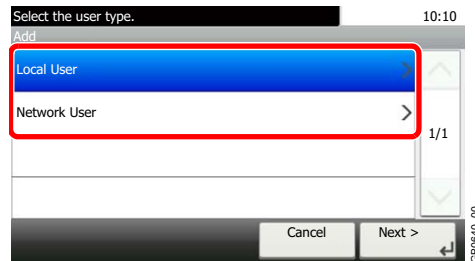 Select the user type.
10:10
Add
Local User
Network User
1/1
Cancel
Next >